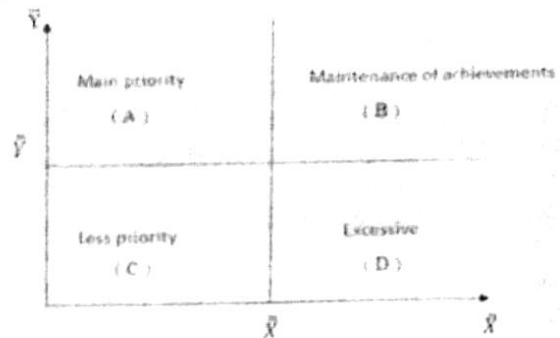 Ȳ
Main priority
( A )
Maintenance of achievements
( B )
Ȳ̄
Less priority
( C )
Excessive
( D )
X̄̄
X̄